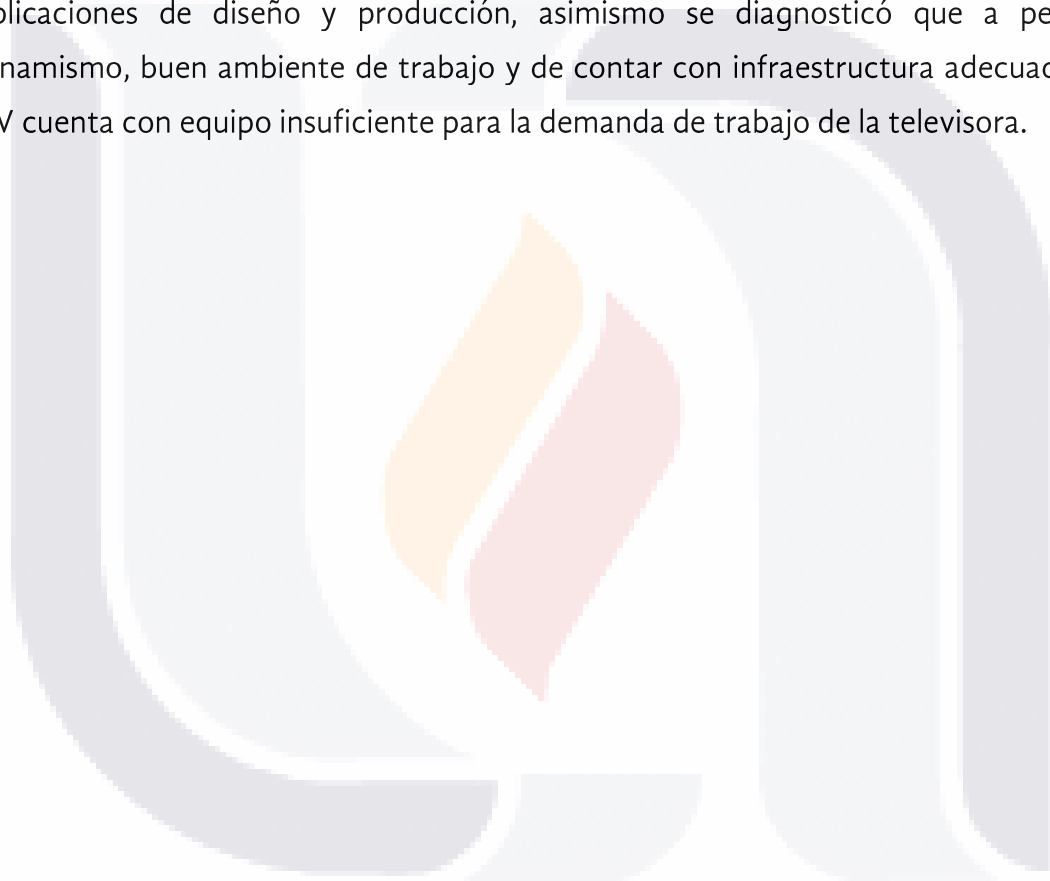 plicaciones de diseño y producción, asimismo se diagnosticó que a pe
namismo, buen ambiente de trabajo y de contar con infraestructura adecuad
V cuenta con equipo insuficiente para la demanda de trabajo de la televisora.